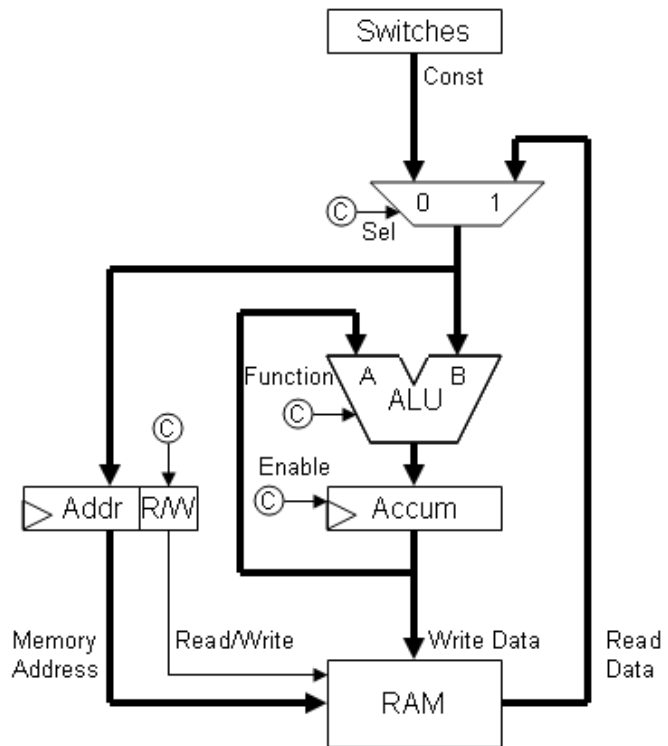 Switches
Const
0 1
C
Sel
Function
A B
ALU
C
C
Enable
C
Addr R/W
Accum
Memory
Address
Read/Write
Write Data
Read
Data
RAM